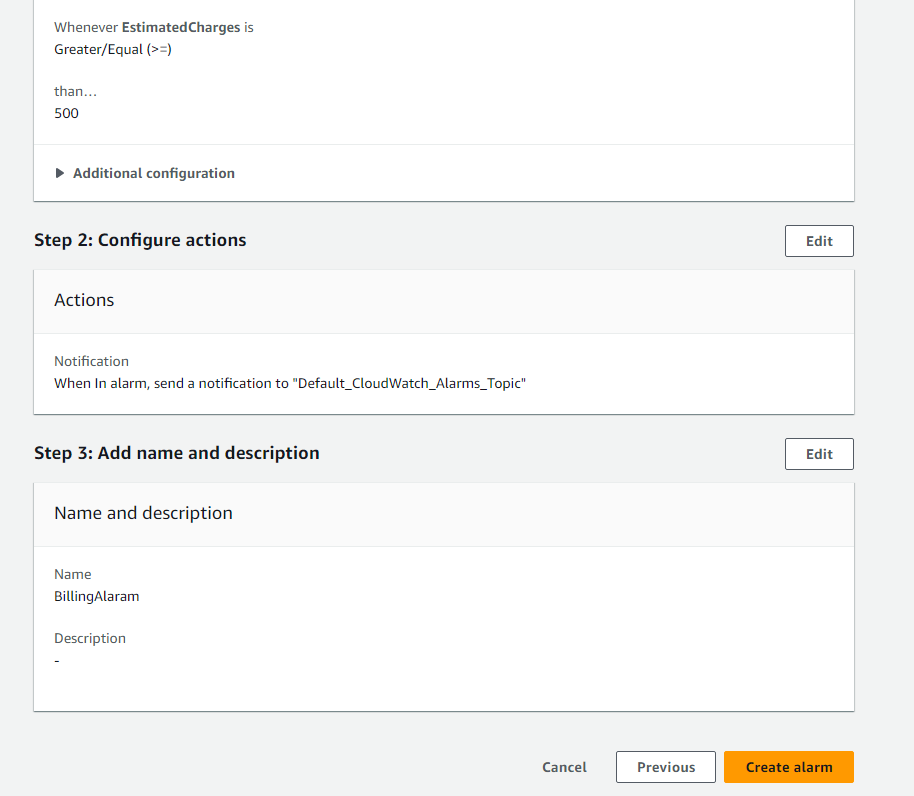 Whenever EstimatedCharges is
Greater/Equal (>=)
than…
500
Additional configuration
Step 2: Configure actions
Edit
Actions
Notification
When In alarm, send a notification to "Default_CloudWatch_Alarms_Topic"
Step 3: Add name and description
Edit
Name and description
Name
BillingAlaram
Description
-
Cancel
Previous
Create alarm